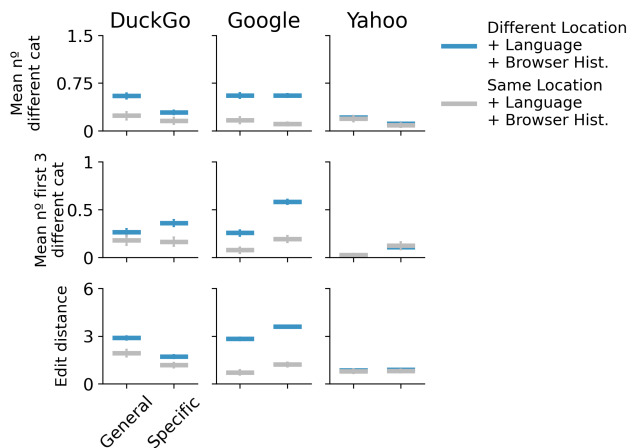 DuckGo Google Yahoo
Different Location
+ Language
+ Browser Hist.
Same Location
+ Language
+ Browser Hist.
Mean nº
different cat
1.5
0.75
0
Mean nº first 3
different cat
1
0.5
0
Edit distance
6
3
0
General
Specific